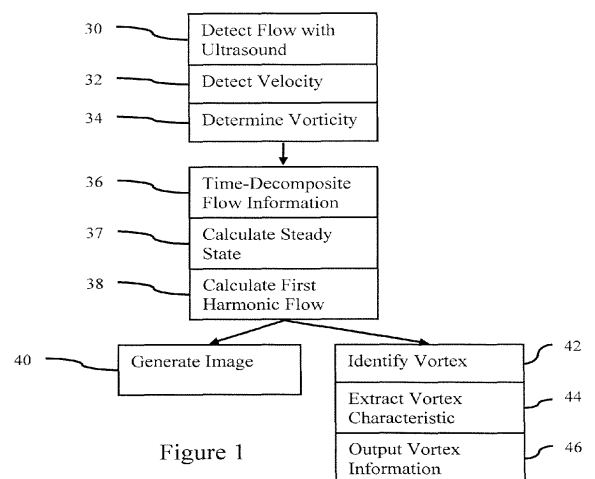 30
Detect Flow with
Ultrasound
32
Detect Velocity
34
Determine Vorticity
36
Time-Decomposite
Flow Information
37
Calculate Steady
State
38
Calculate First
Harmonic Flow
40
Generate Image
Identify Vortex
42
Extract Vortex
Characteristic
44
Output Vortex
Information
46
Figure 1